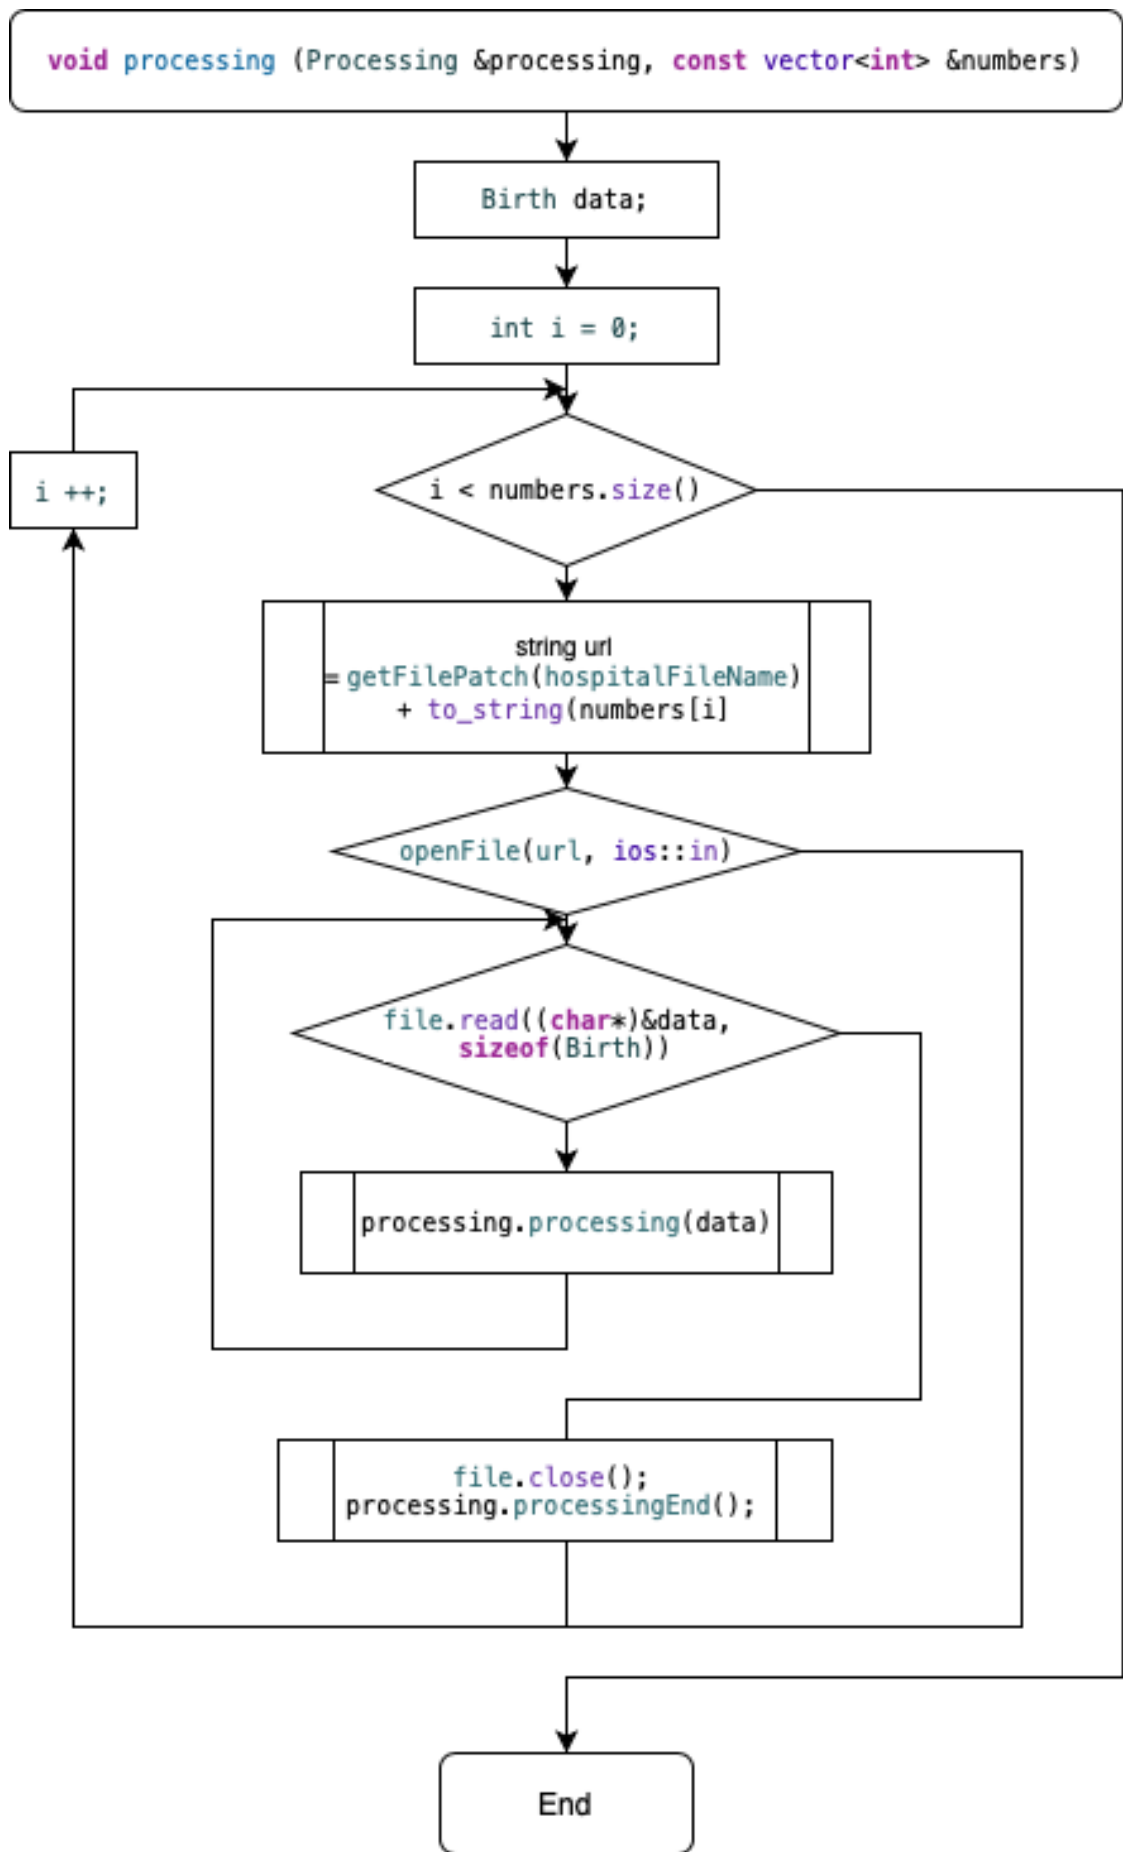 void processing (Processing &processing, const vector<int> &numbers)
Birth data;
int i = 0;
i ++;
i < numbers.size()
string url
= getFilePatch(hospitalFileName)
+ to_string(numbers[i]
openFile(url, ios::in)
file.read((char*)&data,
sizeof(Birth))
processing.processing(data)
file.close();
processing.processingEnd();
End